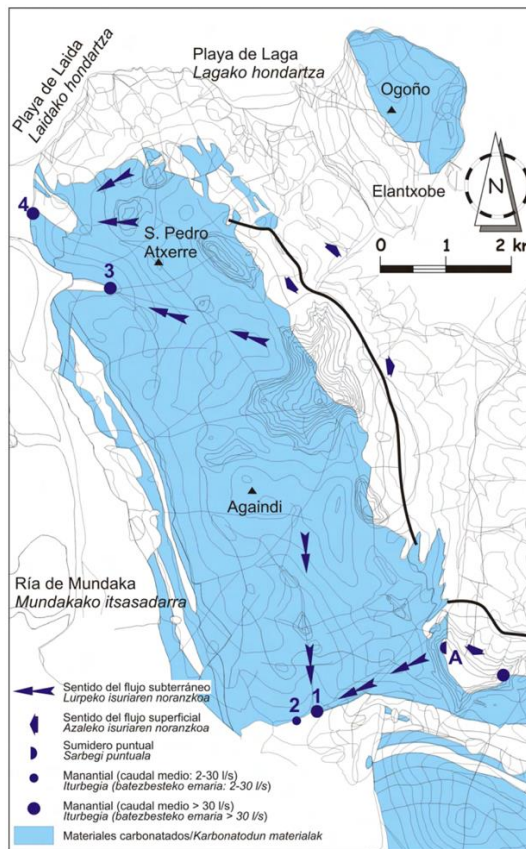 Playa de Laida
Laidako hondartza
Playa de Laga
Lagako hondartza
Ogoño
Elantxobe
N
0 1 2 km
4
S. Pedro
Atxerre
3
Againdi
Ría de Mundaka
Mundakako itsasadarra
A
2 1
Sentido del flujo subterráneo
Lurpeko isuriaren noranzkoa
Sentido del flujo superficial
Azaleko isuriaren noranzkoa
Sumidero puntual
Sarbegi puntuala
Manantial (caudal medio: 2-30 l/s)
Iturbegia (batezbesteko emaria: 2-30 l/s)
Manantial (caudal medio > 30 l/s)
Iturbegia (batezbesteko emaria > 30 l/s)
Materiales carbonatados/Karbonatodun materialak